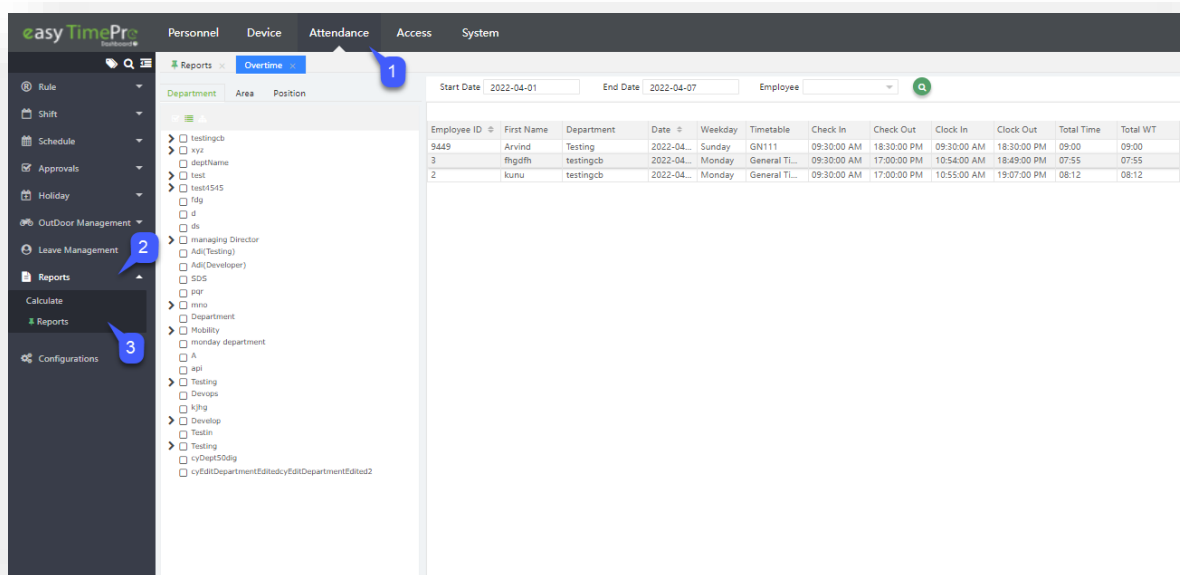 easy TimePro
Dashboard
Personnel Device Attendance Access System
1
Reports × Overtime ×
Rule
Shift
Schedule
Approvals
Holiday
OutDoor Management
Leave Management
2
Reports
Calculate
Reports
3
Configurations
Department Area Position
testingcb
xyz
deptName
test
test4545
fdg
d
ds
managing Director
Adi(Testing)
Adi(Developer)
SDS
pqr
mno
Department
Mobility
monday department
A
api
Testing
Devops
kjhg
Develop
Testin
Testing
cyDept50dig
cyEditDepartmentEditedcyEditDepartmentEdited2
Start Date 2022-04-01 End Date 2022-04-07 Employee
Employee ID First Name Department Date Weekday Timetable Check In Check Out Clock In Clock Out Total Time Total WT
9449 Arvind Testing 2022-04... Sunday GN111 09:30:00 AM 18:30:00 PM 09:30:00 AM 18:30:00 PM 09:00 09:00
3 fhgdfh testingcb 2022-04... Monday General Ti... 09:30:00 AM 17:00:00 PM 10:54:00 AM 18:49:00 PM 07:55 07:55
2 kunu testingcb 2022-04... Monday General Ti... 09:30:00 AM 17:00:00 PM 10:55:00 AM 19:07:00 PM 08:12 08:12